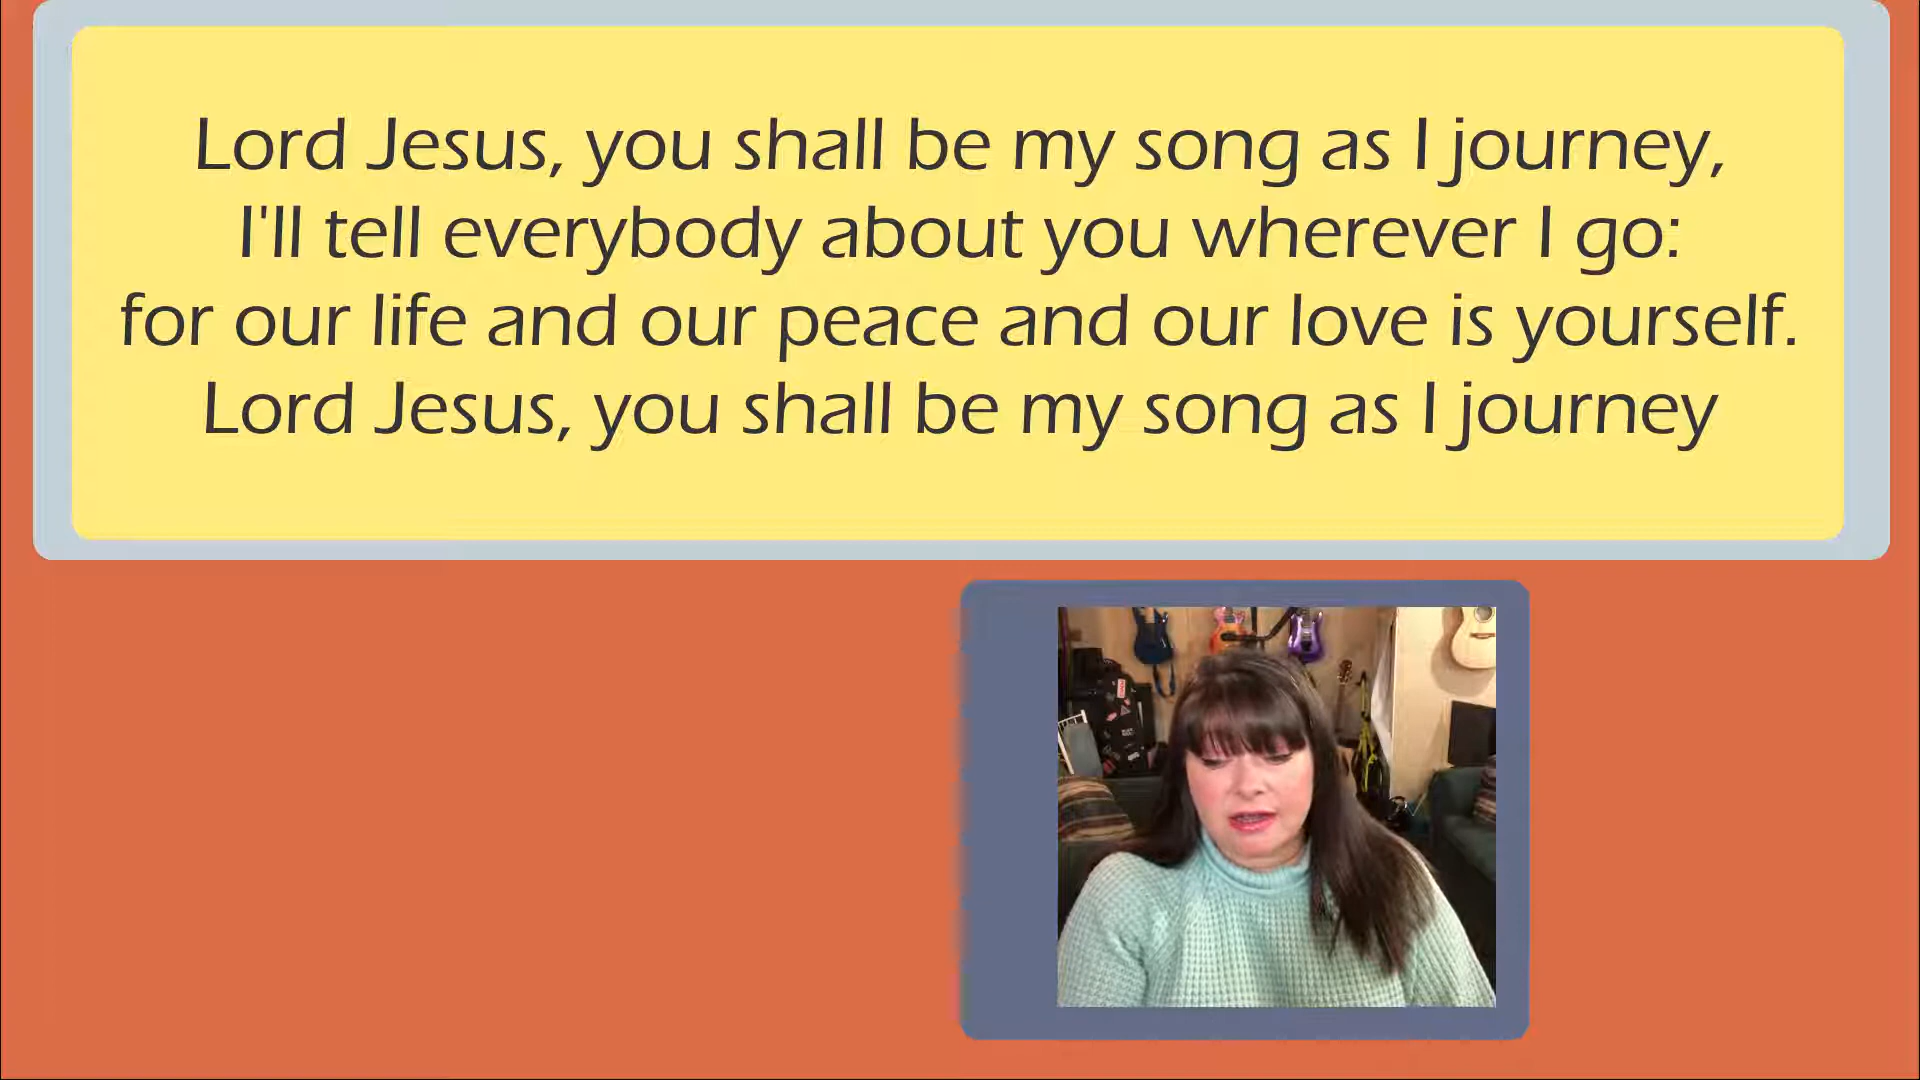 Lord Jesus, you shall be my song as I journey,
I'll tell everybody about you wherever I go:
for our life and our peace and our love is yourself.
Lord Jesus, you shall be my song as I journey